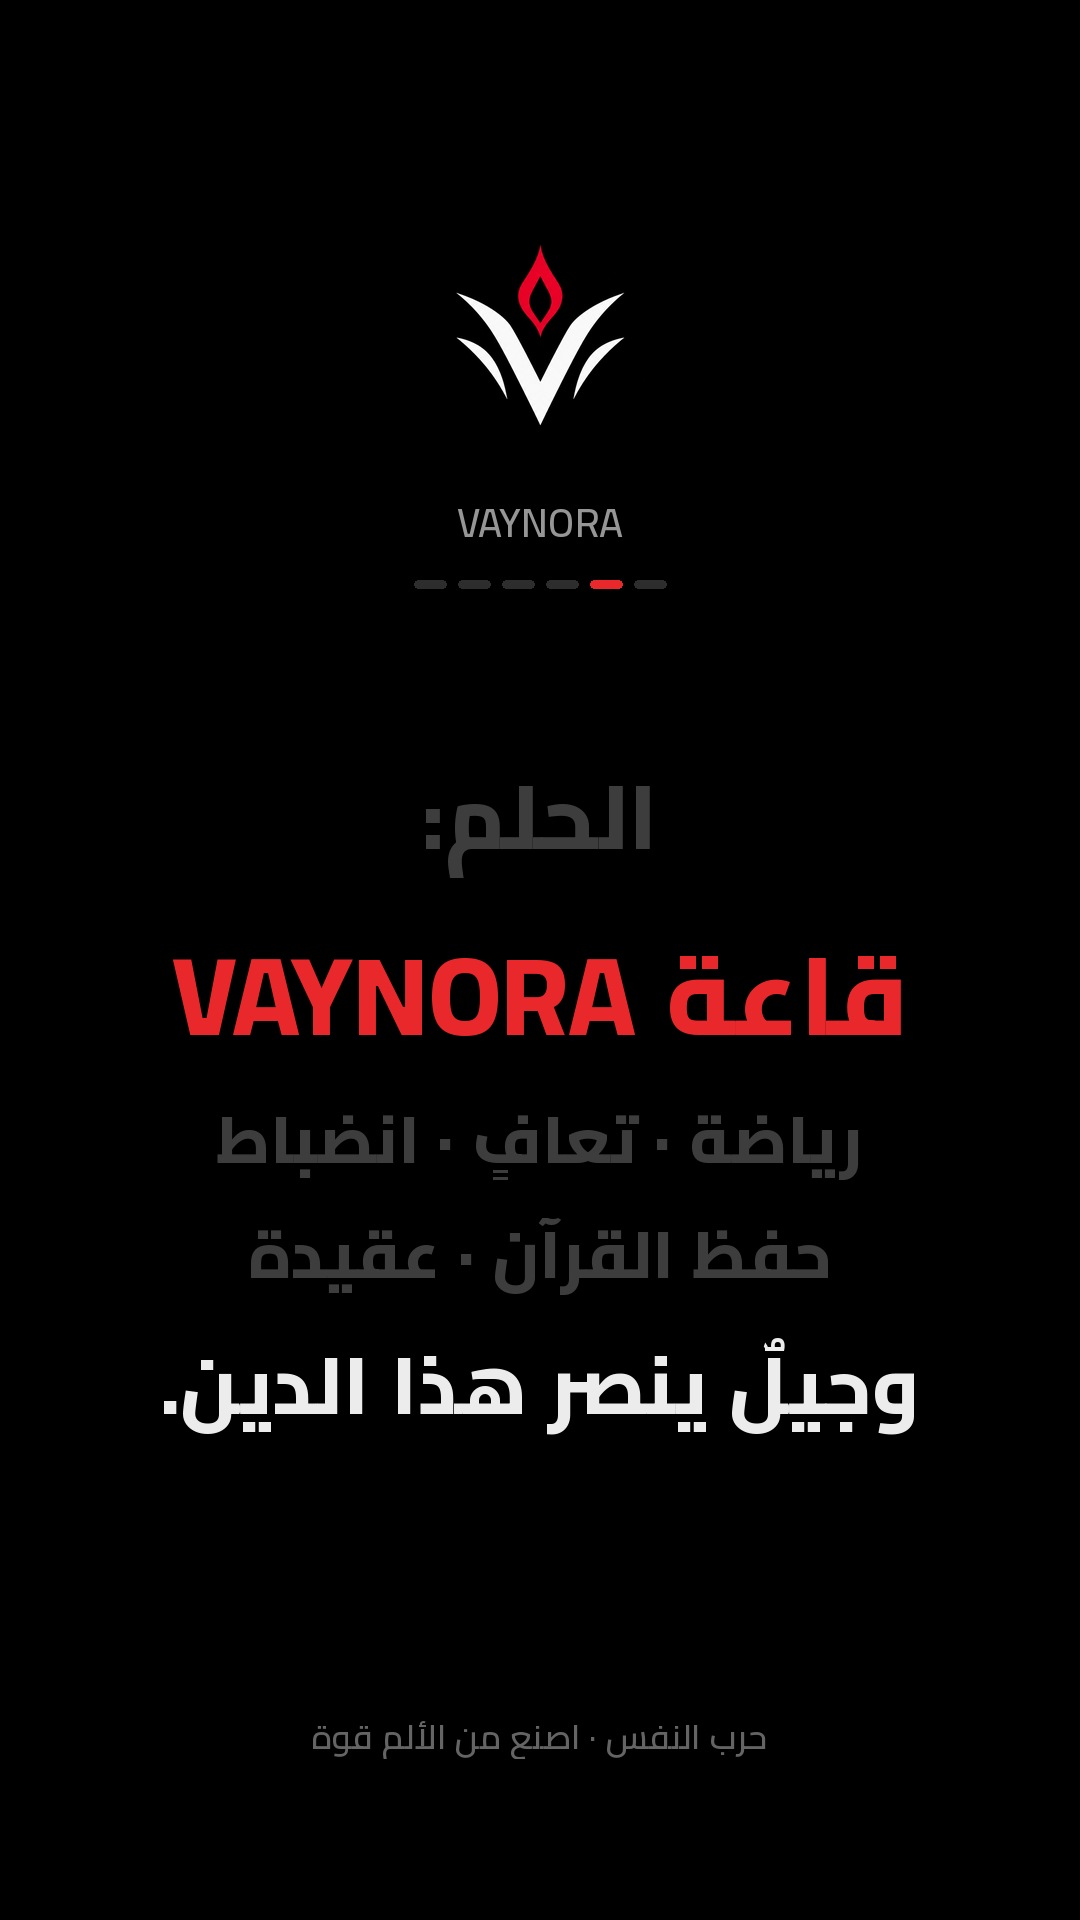 VAYNORA
الحلم:
قاعة VAYNORA
رياضة · تعافٍ · انضباط
حفظ القرآن · عقيدة
وجيلٌ ينصر هذا الدين.
حرب النفس · اصنع من الألم قوة